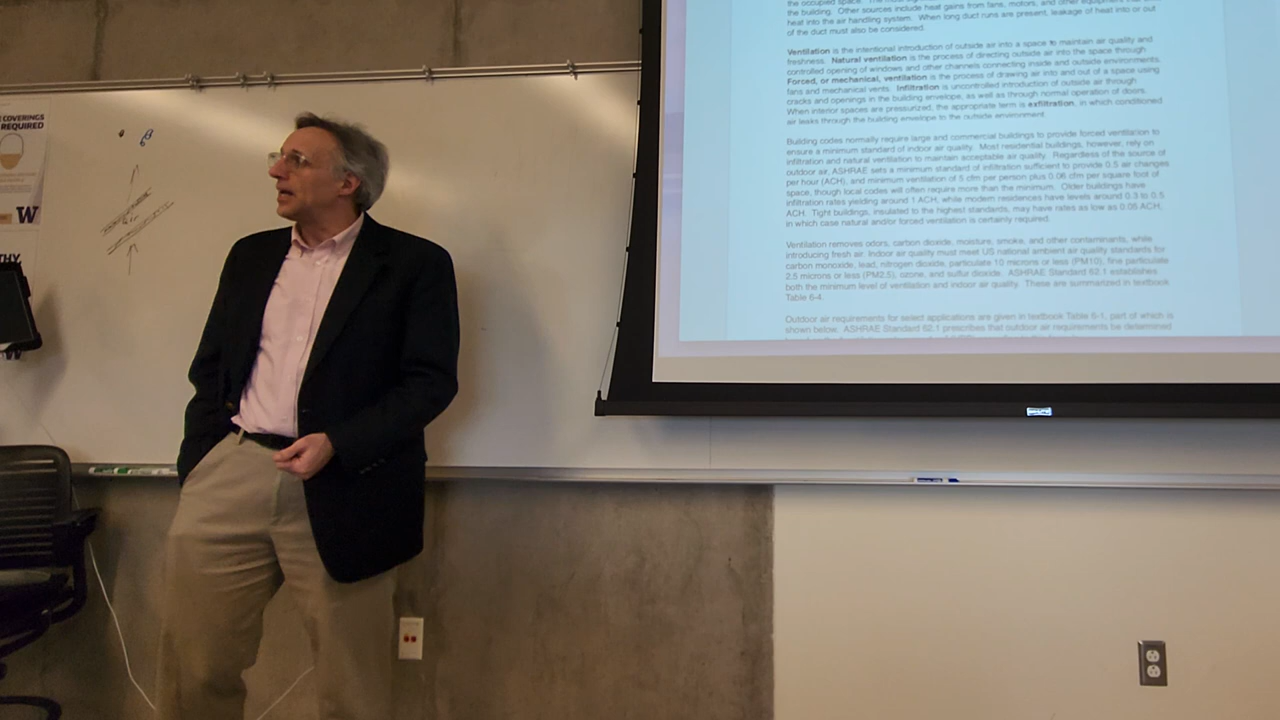 COVERINGS
REQUIRED
W
THY,
W
the occupied space. The most
the building. Other sources include heat gains from fans, motors, and other equipment
heat into the air handling system. When long duct runs are present, leakage of heat into or out
of the duct must also be considered.
Ventilation is the intentional introduction of outside air into a space to maintain air quality and
freshness. Natural ventilation is the process of directing outside air into the space through
controlled opening of windows and other channels connecting inside and outside environments.
Forced, or mechanical, ventilation is the process of drawing air into and out of a space using
fans and mechanical vents. Infiltration is uncontrolled introduction of outside air through
cracks and openings in the building envelope, as well as through normal operation of doors.
When interior spaces are pressurized, the appropriate term is exfiltration, in which conditioned
air leaks through the building envelope to the outside environment.
Building codes normally require large and commercial buildings to provide forced ventilation to
ensure a minimum standard of indoor air quality. Most residential buildings, however, rely on
infiltration and natural ventilation to maintain acceptable air quality. Regardless of the source of
outdoor air, ASHRAE sets a minimum standard of infiltration sufficient to provide 0.5 air changes
per hour (ACH), and minimum ventilation of 5 cfm per person plus 0.06 cfm per square foot of
space, though local codes will often require more than the minimum. Older buildings have
infiltration rates yielding around 1 ACH, while modern residences have levels around 0.3 to 0.5
ACH. Tight buildings, insulated to the highest standards, may have rates as low as 0.05 ACH,
in which case natural and/or forced ventilation is certainly required.
Ventilation removes odors, carbon dioxide, moisture, smoke, and other contaminants, while
introducing fresh air. Indoor air quality must meet US national ambient air quality standards for
carbon monoxide, lead, nitrogen dioxide, particulate 10 microns or less (PM10), fine particulate
2.5 microns or less (PM2.5), ozone, and sulfur dioxide. ASHRAE Standard 62.1 establishes
both the minimum level of ventilation and indoor air quality. These are summarized in textbook
Table 6-4.
Outdoor air requirements for select applications are given in textbook Table 6-1, part of which is
shown below. ASHRAE Standard 62.1 prescribes that outdoor air requirements be determined